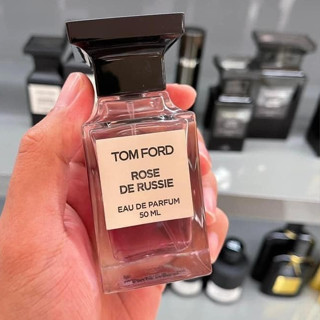 TOM FORD
ROSE
DE RUSSIE
EAU DE PARFUM
50 ML